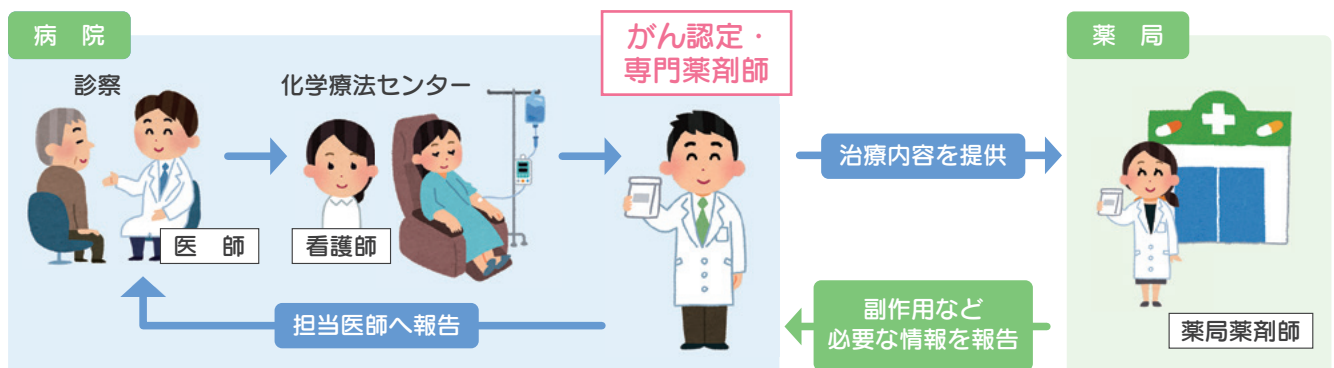 病　院
診察
化学療法センター
がん認定・
専門薬剤師
医　師
看護師
担当医師へ報告
治療内容を提供
副作用など
必要な情報を報告
薬　局
薬局薬剤師